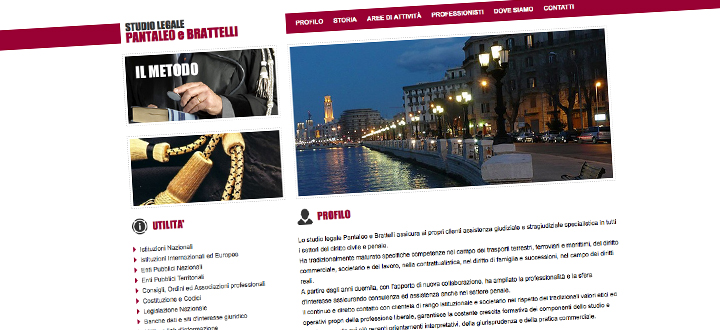 STUDIO LEGALE
PANTALEO e BRATTELLI
PROFILO STORIA AREE DI ATTIVITÀ PROFESSIONISTI DOVE SIAMO CONTATTI
IL METODO
UTILITA'
Istituzioni Nazionali
Istituzioni Internazionali ed Europee
Enti Pubblici Nazionali
Enti Pubblici Territoriali
Consigli, Ordini ed Associazioni professionali
Costituzione e Codici
Legislazione Nazionale
Banche dati e siti d'interesse giuridico
d'informazione
PROFILO
Lo studio legale Pantaleo e Brattelli assicura ai propri clienti assistenza giudiziale e stragiudiziale specialistica in tutti
i settori del diritto civile e penale.
Ha tradizionalmente maturato specifiche competenze nel campo dei trasporti terrestri, ferrovieri e marittimi, del diritto
commerciale, societario e del lavoro, nella contrattualistica, nel diritto di famiglia e successioni, nel campo dei diritti
reali.
A partire dagli anni duemila, con l'apporto di nuova collaborazione, ha ampliato la professionalità e la sfera
d'interesse assicurando consulenza ed assistenza anche nel settore penale.
Il continuo e diretto contatto con clientela di rango istituzionale e societario nel rispetto dei tradizionali valori etici ed
operativi propri della professione liberale, garantisce la costante crescita formativa dei componenti dello studio e
più recenti orientamenti interpretativi, della giurisprudenza e della pratica commerciale.